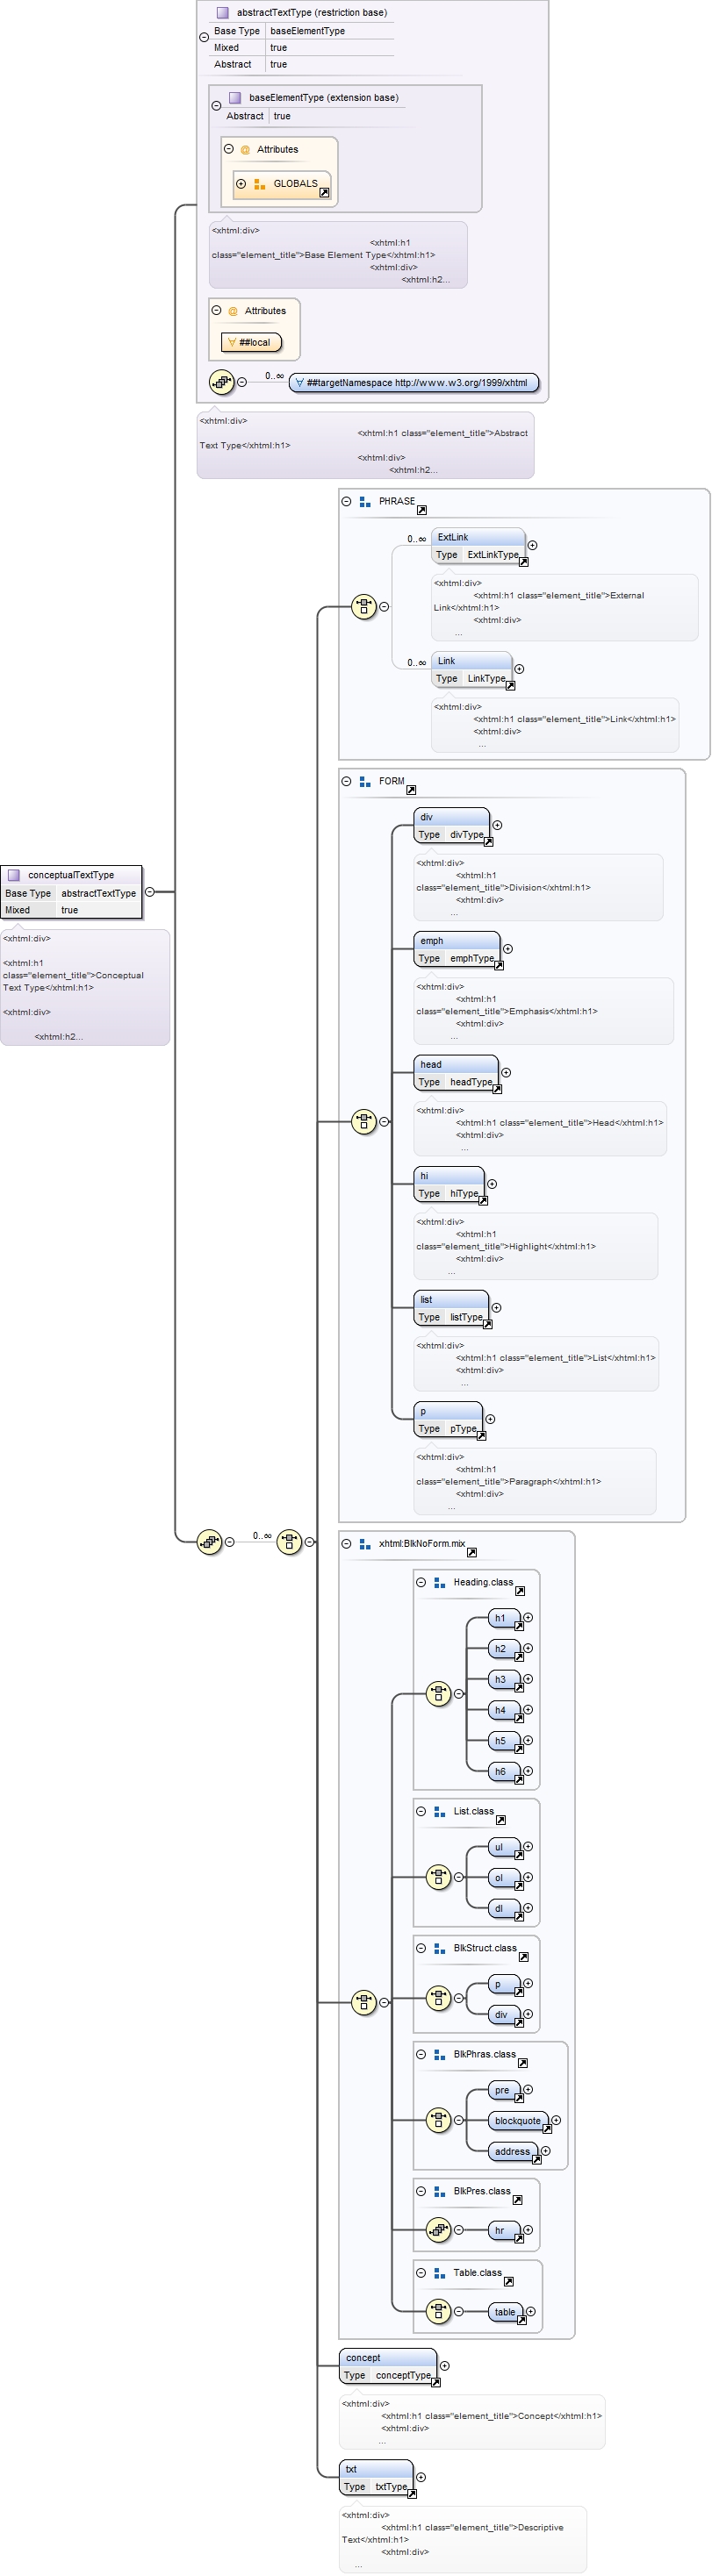 abstractTextType (restriction base)
Base Type baseElementType
Mixed true
Abstract true
baseElementType (extension base)
Abstract true
@ Attributes
GLOBALS
<xhtml:div>
<xhtml:h1
class="element_title">Base Element Type</xhtml:h1>
<xhtml:div>
<xhtml:h2...
@ Attributes
∀ ##local
0..∞
∀ ##targetNamespace http://www.w3.org/1999/xhtml
<xhtml:div>
<xhtml:h1 class="element_title">Abstract
Text Type</xhtml:h1>
<xhtml:div>
<xhtml:h2...
PHRASE
0..∞
ExtLink
Type ExtLinkType
<xhtml:div>
<xhtml:h1 class="element_title">External
Link</xhtml:h1>
<xhtml:div>
...
0..∞
Link
Type LinkType
<xhtml:div>
<xhtml:h1 class="element_title">Link</xhtml:h1>
<xhtml:div>
...
FORM
div
Type divType
<xhtml:div>
<xhtml:h1
class="element_title">Division</xhtml:h1>
<xhtml:div>
...
conceptualTextType
Base Type abstractTextType
Mixed true
<xhtml:div>
<xhtml:h1
class="element_title">Conceptual
Text Type</xhtml:h1>
<xhtml:div>
<xhtml:h2...
emph
Type emphType
<xhtml:div>
<xhtml:h1
class="element_title">Emphasis</xhtml:h1>
<xhtml:div>
...
head
Type headType
<xhtml:div>
<xhtml:h1 class="element_title">Head</xhtml:h1>
<xhtml:div>
...
hi
Type hiType
<xhtml:div>
<xhtml:h1
class="element_title">Highlight</xhtml:h1>
<xhtml:div>
...
list
Type listType
<xhtml:div>
<xhtml:h1 class="element_title">List</xhtml:h1>
<xhtml:div>
...
p
Type pType
<xhtml:div>
<xhtml:h1
class="element_title">Paragraph</xhtml:h1>
<xhtml:div>
...
0..∞
xhtml:BlkNoForm.mix
Heading.class
h1
h2
h3
h4
h5
h6
List.class
ul
ol
dl
BlkStruct.class
p
div
BlkPhras.class
pre
blockquote
address
BlkPres.class
hr
Table.class
table
concept
Type conceptType
<xhtml:div>
<xhtml:h1 class="element_title">Concept</xhtml:h1>
<xhtml:div>
...
txt
Type txtType
<xhtml:div>
<xhtml:h1 class="element_title">Descriptive
Text</xhtml:h1>
<xhtml:div>
...